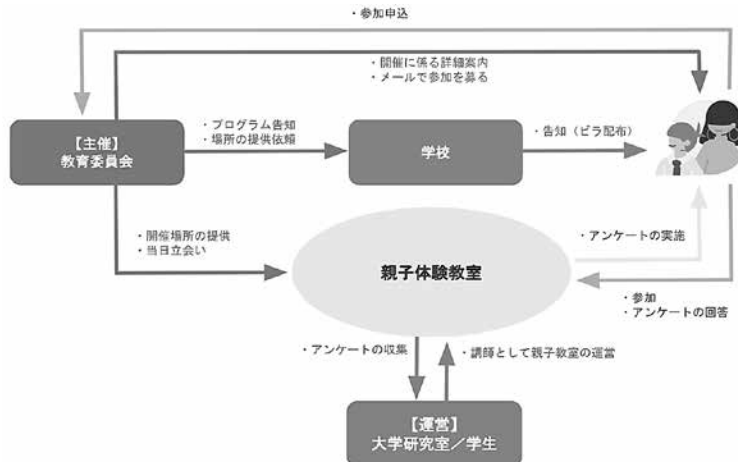 ・参加申込
・開催に係る詳細案内
・メールで参加を募る
【主催】
教育委員会
・プログラム告知
・場所の提供依頼
学校
・告知（ビラ配布）
・開催場所の提供
・当日立会い
親子体験教室
・アンケートの実施
・参加
・アンケートの回答
・アンケートの収集
・講師として親子教室の運営
【運営】
大学研究室／学生